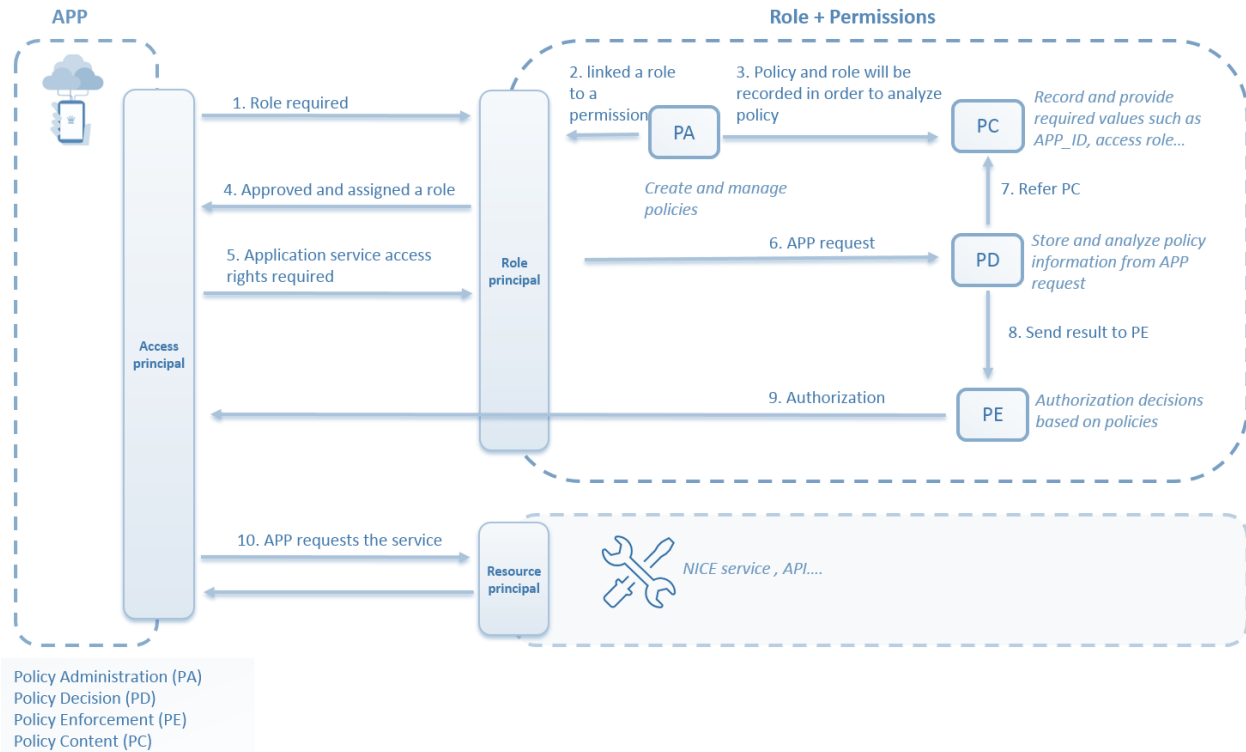 APP
Role + Permissions
1. Role required
2. linked a role
to a
permission
3. Policy and role will be
recorded in order to analyze
policy
PA
PC
Record and provide
required values such as
APP_ID, access role...
Create and manage
policies
4. Approved and assigned a role
7. Refer PC
5. Application service access
rights required
6. APP request
Role
principal
PD
Store and analyze policy
information from APP
request
Access
principal
8. Send result to PE
9. Authorization
PE
Authorization decisions
based on policies
10. APP requests the service
Resource
principal
NICE service , API....
Policy Administration (PA)
Policy Decision (PD)
Policy Enforcement (PE)
Policy Content (PC)